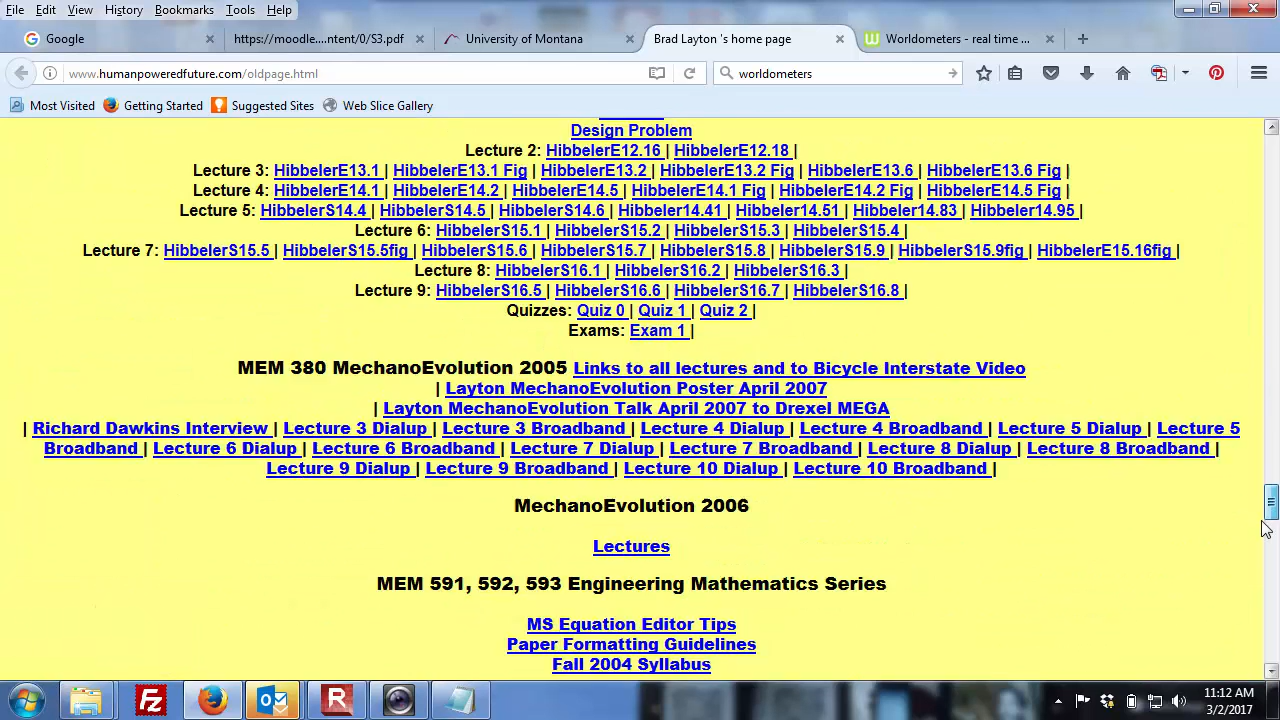 File Edit View History Bookmarks Tools Help
Google
https://moodle....ntent/0/S3.pdf
University of Montana
Brad Layton 's home page
Worldometers - real time ...
www.humanpoweredfuture.com/oldpage.html
worldometers
Most Visited Getting Started Suggested Sites Web Slice Gallery
Design Problem
Lecture 2: HibbelerE12.16 | HibbelerE12.18 |
Lecture 3: HibbelerE13.1 | HibbelerE13.1 Fig | HibbelerE13.2 | HibbelerE13.2 Fig | HibbelerE13.6 | HibbelerE13.6 Fig |
Lecture 4: HibbelerE14.1 | HibbelerE14.2 | HibbelerE14.5 | HibbelerE14.1 Fig | HibbelerE14.2 Fig | HibbelerE14.5 Fig |
Lecture 5: HibbelerS14.4 | HibbelerS14.5 | HibbelerS14.6 | Hibbeler14.41 | Hibbeler14.51 | Hibbeler14.83 | Hibbeler14.95 |
Lecture 6: HibbelerS15.1 | HibbelerS15.2 | HibbelerS15.3 | HibbelerS15.4 |
Lecture 7: HibbelerS15.5 | HibbelerS15.5fig | HibbelerS15.6 | HibbelerS15.7 | HibbelerS15.8 | HibbelerS15.9 | HibbelerS15.9fig | HibbelerE15.16fig |
Lecture 8: HibbelerS16.1 | HibbelerS16.2 | HibbelerS16.3 |
Lecture 9: HibbelerS16.5 | HibbelerS16.6 | HibbelerS16.7 | HibbelerS16.8 |
Quizzes: Quiz 0 | Quiz 1 | Quiz 2 |
Exams: Exam 1 |
MEM 380 MechanoEvolution 2005 Links to all lectures and to Bicycle Interstate Video
| Layton MechanoEvolution Poster April 2007
| Layton MechanoEvolution Talk April 2007 to Drexel MEGA
| Richard Dawkins Interview | Lecture 3 Dialup | Lecture 3 Broadband | Lecture 4 Dialup | Lecture 4 Broadband | Lecture 5 Dialup | Lecture 5
Broadband | Lecture 6 Dialup | Lecture 6 Broadband | Lecture 7 Dialup | Lecture 7 Broadband | Lecture 8 Dialup | Lecture 8 Broadband |
Lecture 9 Dialup | Lecture 9 Broadband | Lecture 10 Dialup | Lecture 10 Broadband |
MechanoEvolution 2006
Lectures
MEM 591, 592, 593 Engineering Mathematics Series
MS Equation Editor Tips
Paper Formatting Guidelines
Fall 2004 Syllabus
11:12 AM
3/2/2017